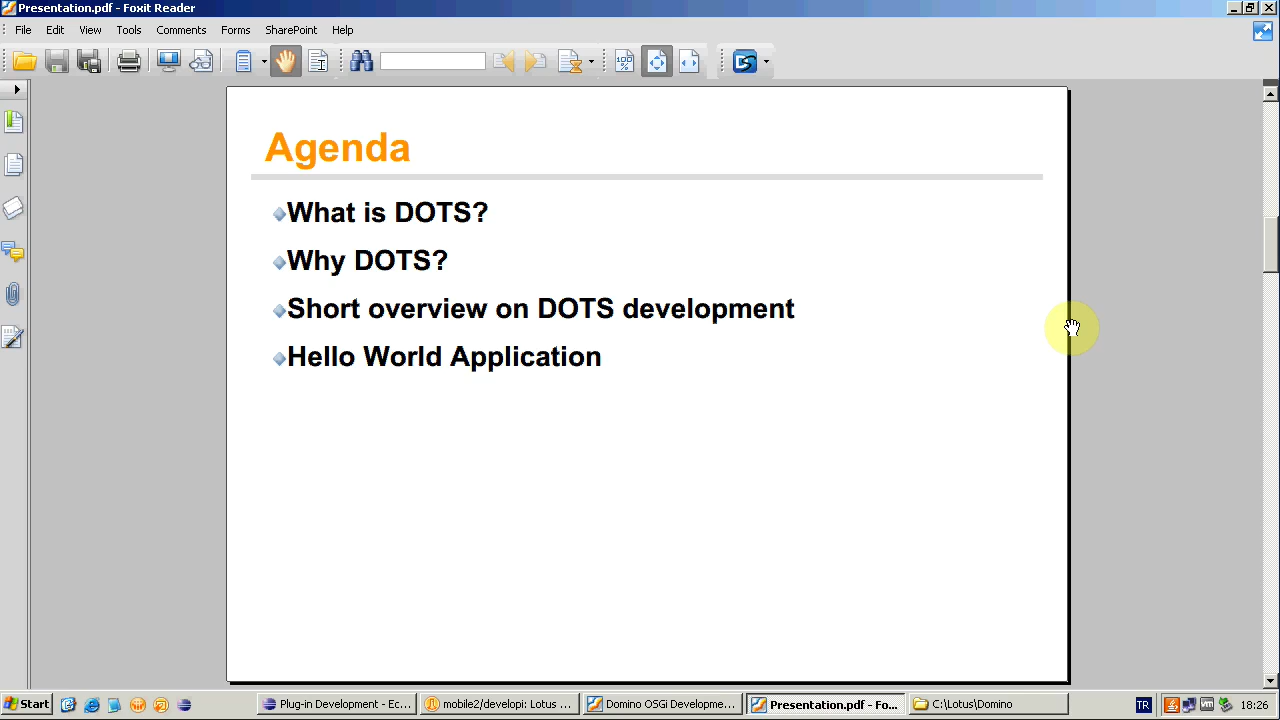 Presentation.pdf - Foxit Reader
File Edit View Tools Comments Forms SharePoint Help
Agenda
What is DOTS?
Why DOTS?
Short overview on DOTS development
Hello World Application
Start
Plug-in Development - Ec...
mobile2/developi: Lotus ...
Domino OSGi Developme...
Presentation.pdf - Fo...
C:\Lotus\Domino
TR
18:26